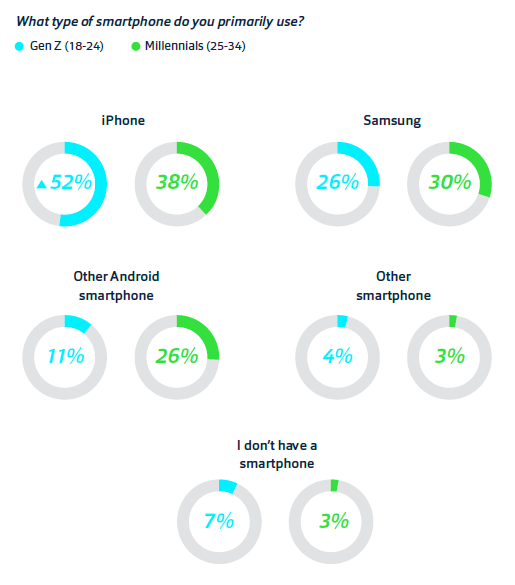 What type of smartphone do you primarily use?
Gen Z (18-24) Millennials (25-34)
iPhone Samsung
▲52% 38% 26% 30%
Other Android
smartphone
Other
smartphone
11% 26% 4% 3%
I don't have a
smartphone
7% 3%